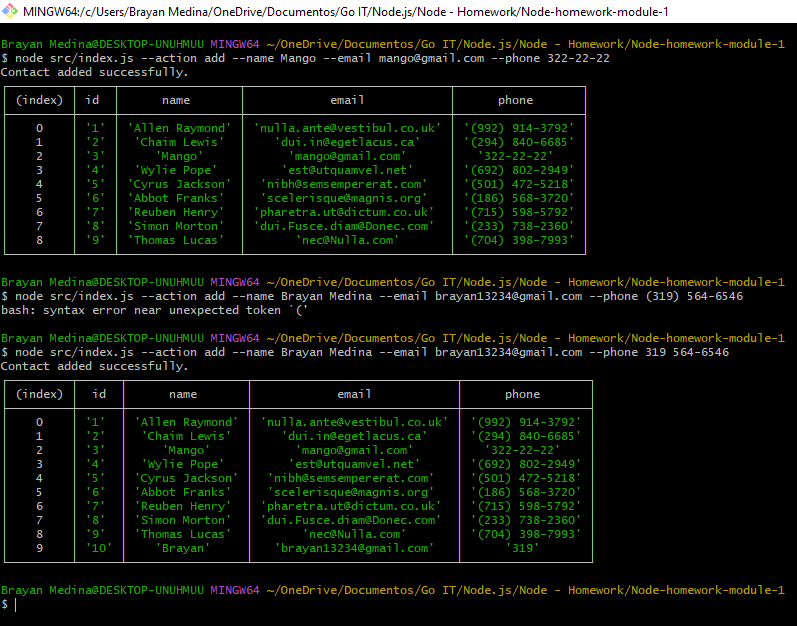 MINGW64:/c/Users/Brayan Medina/OneDrive/Documentos/Go IT/Node.js/Node - Homework/Node-homework-module-1
Brayan Medina@DESKTOP-UNUHMUU MINGW64 ~/OneDrive/Documentos/Go IT/Node.js/Node - Homework/Node-homework-module-1
$ node src/index.js --action add --name Mango --email mango@gmail.com --phone 322-22-22
Contact added successfully.
(index) id name email phone
0 '1' 'Allen Raymond' 'nulla.ante@vestibul.co.uk' '(992) 914-3792'
1 '2' 'Chaim Lewis' 'dui.in@egetlacus.ca' '(294) 840-6685'
2 '3' 'Mango' 'mango@gmail.com' '322-22-22'
3 '4' 'Wylie Pope' 'est@utquamvel.net' '(692) 802-2949'
4 '5' 'Cyrus Jackson' 'nibh@semsempererat.com' '(501) 472-5218'
5 '6' 'Abbot Franks' 'scelerisque@magnis.org' '(186) 568-3720'
6 '7' 'Reuben Henry' 'pharetra.ut@dictum.co.uk' '(715) 598-5792'
7 '8' 'Simon Morton' 'dui.Fusce.diam@Donec.com' '(233) 738-2360'
8 '9' 'Thomas Lucas' 'nec@Nulla.com' '(704) 398-7993'
Brayan Medina@DESKTOP-UNUHMUU MINGW64 ~/OneDrive/Documentos/Go IT/Node.js/Node - Homework/Node-homework-module-1
$ node src/index.js --action add --name Brayan Medina --email brayan13234@gmail.com --phone (319) 564-6546
bash: syntax error near unexpected token `('
Brayan Medina@DESKTOP-UNUHMUU MINGW64 ~/OneDrive/Documentos/Go IT/Node.js/Node - Homework/Node-homework-module-1
$ node src/index.js --action add --name Brayan Medina --email brayan13234@gmail.com --phone 319 564-6546
Contact added successfully.
(index) id name email phone
0 '1' 'Allen Raymond' 'nulla.ante@vestibul.co.uk' '(992) 914-3792'
1 '2' 'Chaim Lewis' 'dui.in@egetlacus.ca' '(294) 840-6685'
2 '3' 'Mango' 'mango@gmail.com' '322-22-22'
3 '4' 'Wylie Pope' 'est@utquamvel.net' '(692) 802-2949'
4 '5' 'Cyrus Jackson' 'nibh@semsempererat.com' '(501) 472-5218'
5 '6' 'Abbot Franks' 'scelerisque@magnis.org' '(186) 568-3720'
6 '7' 'Reuben Henry' 'pharetra.ut@dictum.co.uk' '(715) 598-5792'
7 '8' 'Simon Morton' 'dui.Fusce.diam@Donec.com' '(233) 738-2360'
8 '9' 'Thomas Lucas' 'nec@Nulla.com' '(704) 398-7993'
9 '10' 'Brayan' 'brayan13234@gmail.com' '319'
Brayan Medina@DESKTOP-UNUHMUU MINGW64 ~/OneDrive/Documentos/Go IT/Node.js/Node - Homework/Node-homework-module-1
$